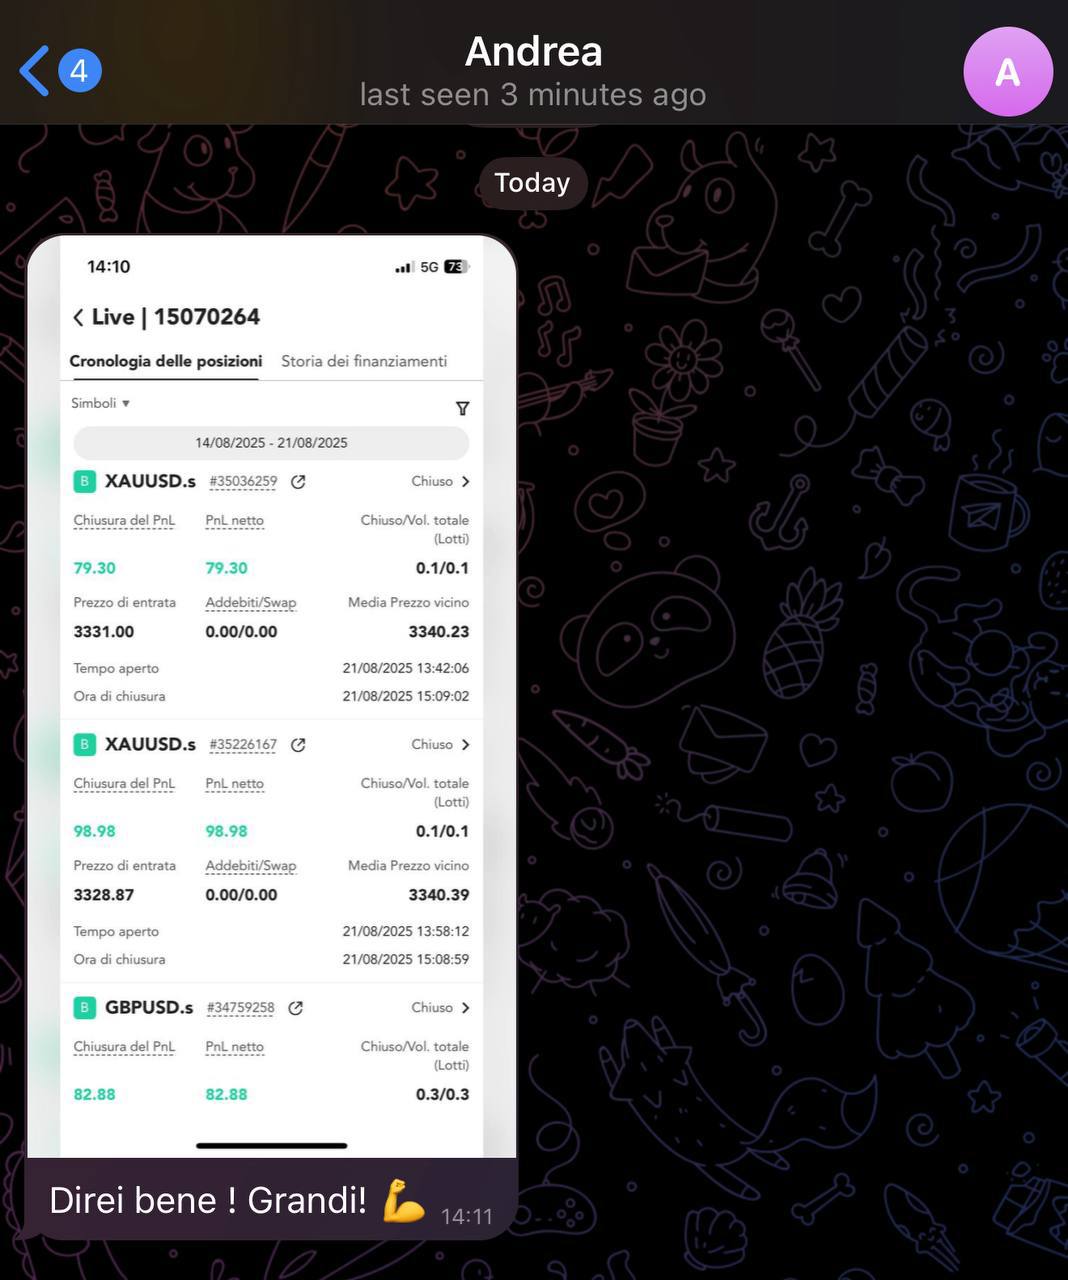 4
Andrea
last seen 3 minutes ago
A
Today
14:10
5G 73
Live | 15070264
Cronologia delle posizioni Storia dei finanziamenti
Simboli
14/08/2025 - 21/08/2025
B XAUUSD.s #35036259 Chiuso
Chiusura del PnL PnL netto Chiuso/Vol. totale
(Lotti)
79.30 79.30 0.1/0.1
Prezzo di entrata Addebiti/Swap Media Prezzo vicino
3331.00 0.00/0.00 3340.23
Tempo aperto 21/08/2025 13:42:06
Ora di chiusura 21/08/2025 15:09:02
B XAUUSD.s #35226167 Chiuso
Chiusura del PnL PnL netto Chiuso/Vol. totale
(Lotti)
98.98 98.98 0.1/0.1
Prezzo di entrata Addebiti/Swap Media Prezzo vicino
3328.87 0.00/0.00 3340.39
Tempo aperto 21/08/2025 13:58:12
Ora di chiusura 21/08/2025 15:08:59
B GBPUSD.s #34759258 Chiuso
Chiusura del PnL PnL netto Chiuso/Vol. totale
(Lotti)
82.88 82.88 0.3/0.3
Direi bene ! Grandi! 💪 14:11